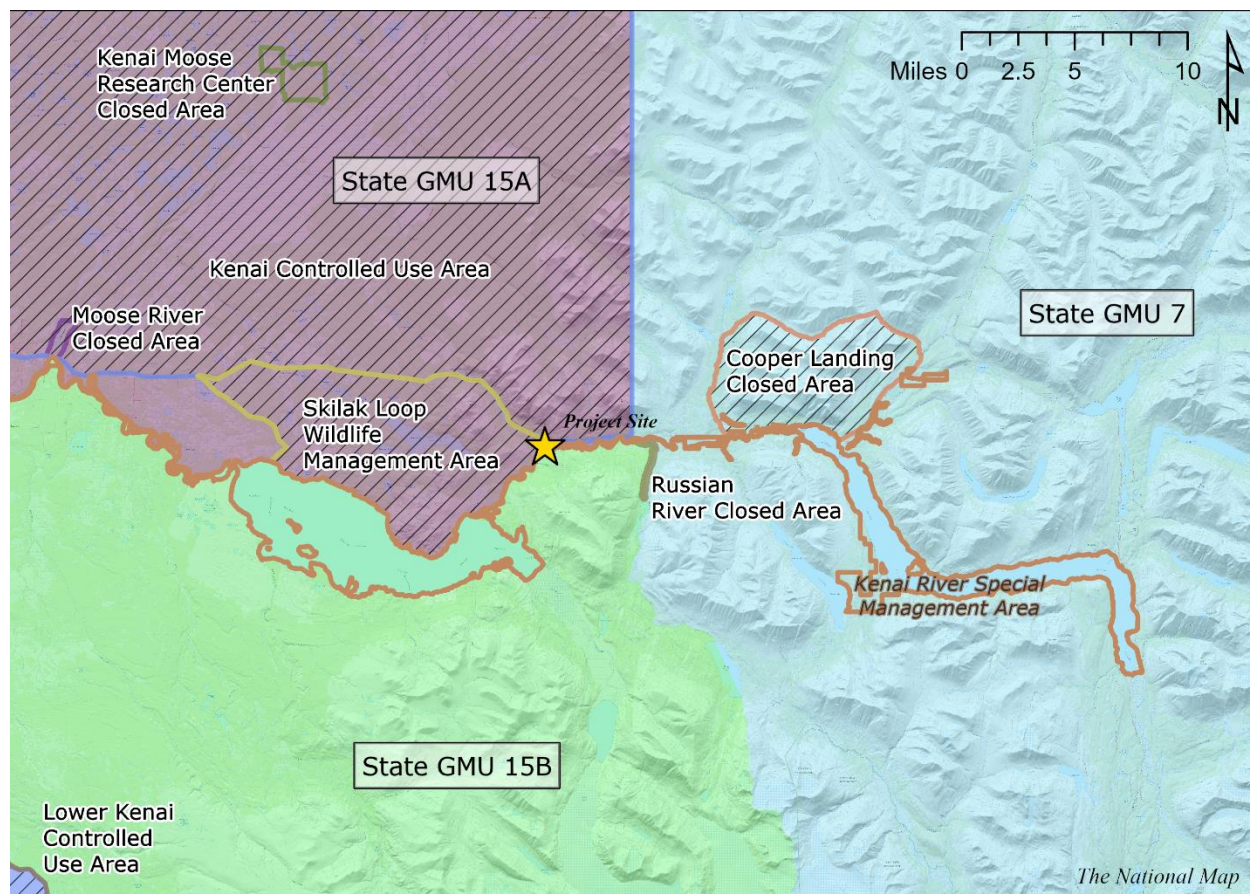 Kenai Moose
Research Center
Closed Area
Miles 0 2.5 5 10
N
State GMU 15A
Kenai Controlled Use Area
State GMU 7
Moose River
Closed Area
Cooper Landing
Closed Area
Skilak Loop
Wildlife
Management Area
Project Site
Russian
River Closed Area
Kenai River Special
Management Area
State GMU 15B
Lower Kenai
Controlled
Use Area
The National Map